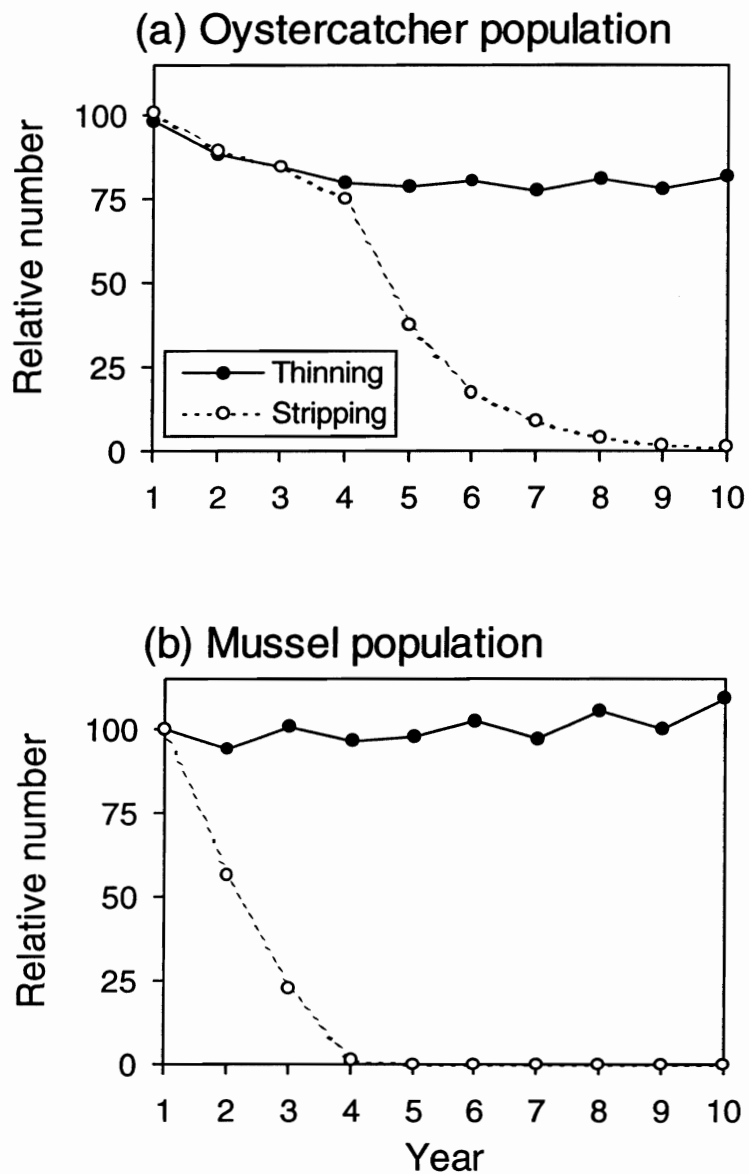 (a) Oystercatcher population
Relative number
100
75
50
25
0
Thinning
Stripping
1 2 3 4 5 6 7 8 9 10
(b) Mussel population
Relative number
100
75
50
25
0
1 2 3 4 5 6 7 8 9 10
Year